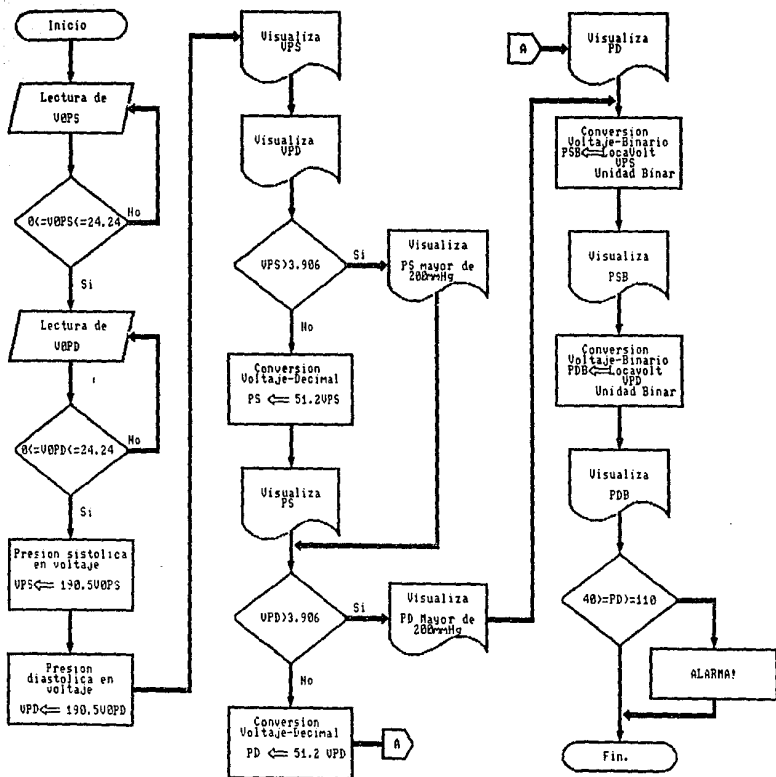 Inicio
Lectura de
V0PS
0<=V0PS<=24.24
No
Si
Lectura de
V0PD
0<=V0PD<=24.24
No
Si
Presion sistolica
en voltaje
VPS⇐ 190.5V0PS
Presion
diastolica en
voltaje
VPD⇐ 190.5V0PD
Visualiza
VPS
Visualiza
VPD
VPS>3.906
Si
No
Visualiza
PS mayor de
200mmHg
Conversion
Voltaje-Decimal
PS ⇐ 51.2VPS
Visualiza
PS
VPD>3.906
Si
No
Visualiza
PD Mayor de
200mmHg
Conversion
Voltaje-Decimal
PD ⇐ 51.2 VPD
A
A
Visualiza
PD
Conversion
Voltaje-Binario
PSB⇐LocaVolt
VPS
Unidad Binar
Visualiza
PSB
Conversion
Voltaje-Binario
PDB⇐Locavolt
VPD
Unidad Binar
Visualiza
PDB
40>=PD>=110
ALARMA!
Fin.